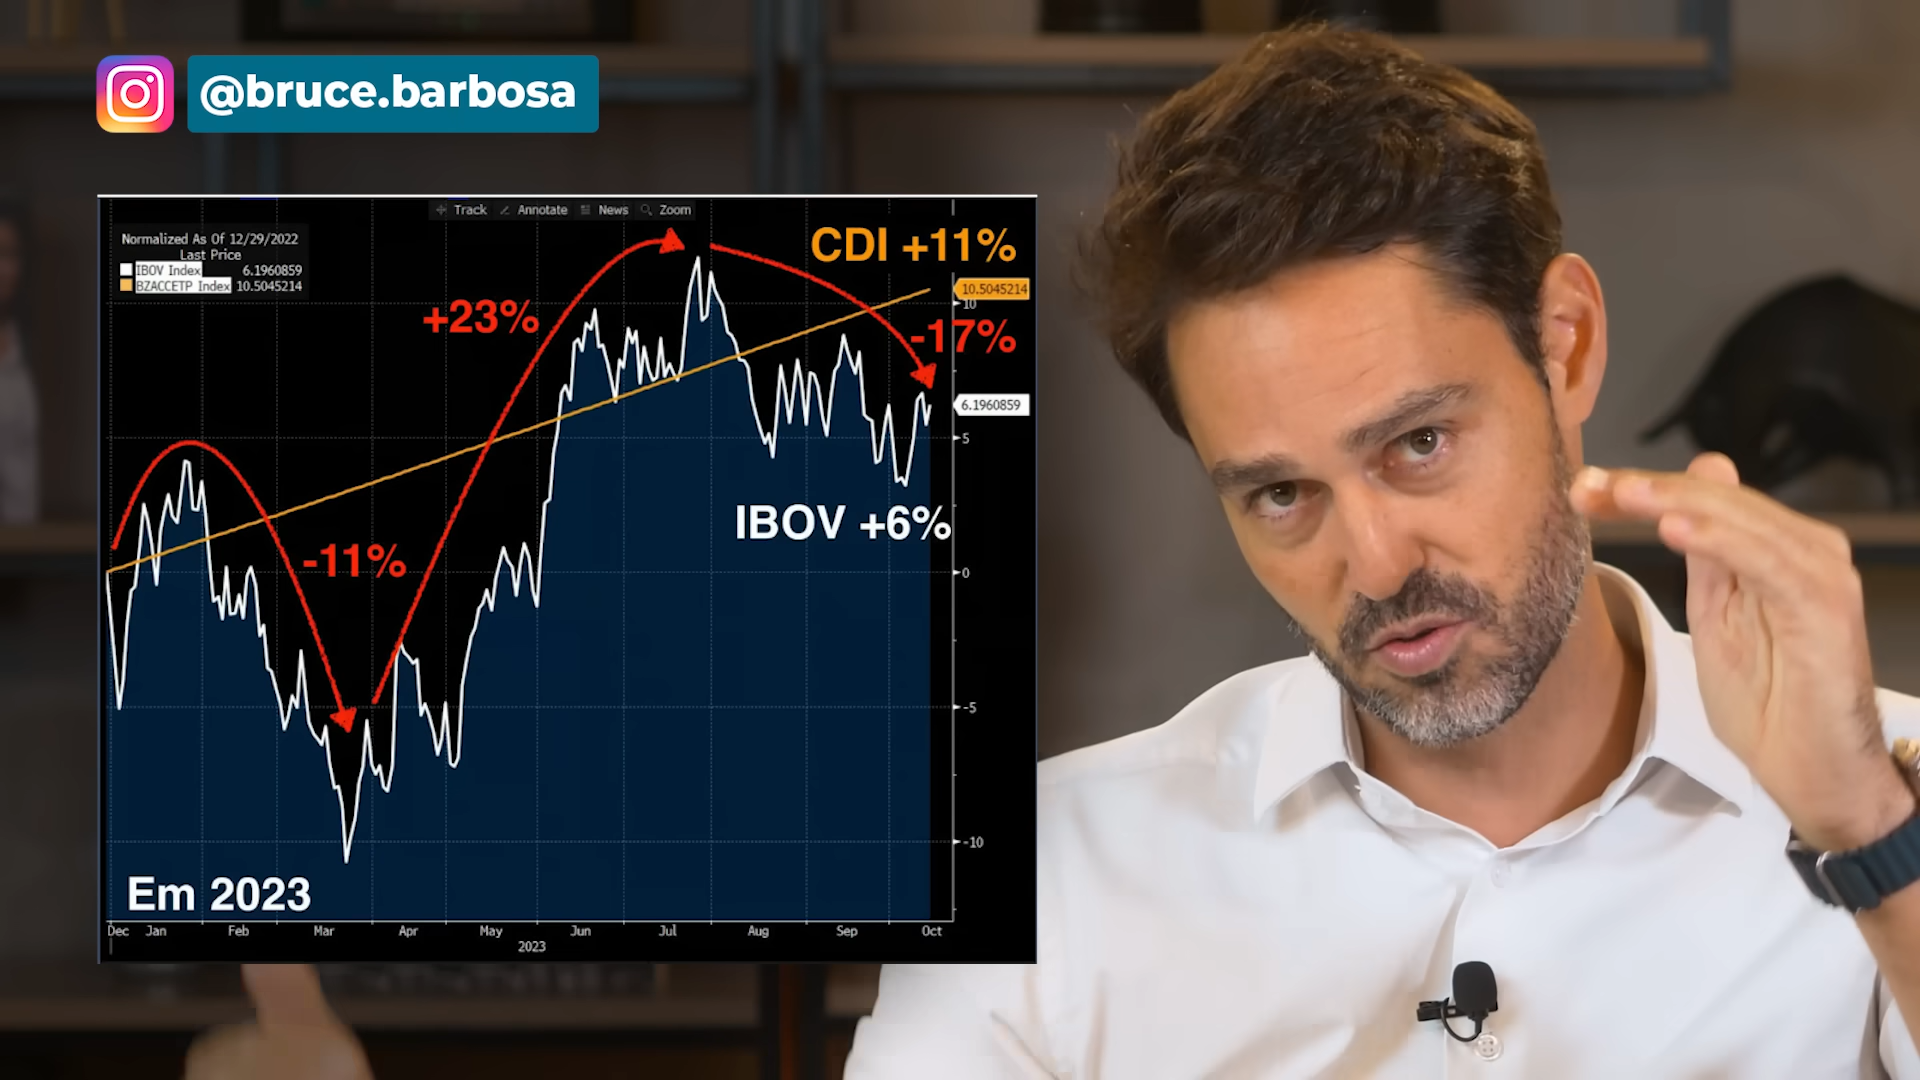 @bruce.barbosa
Track Annotate News Zoom
Normalized As Of 12/29/2022
Last Price
IBOV Index 6.1960859
BZACCETP Index 10.5045214
CDI +11%
10.5045214
10
+23%
-17%
6.1960859
5
IBOV +6%
-11%
0
-5
-10
Em 2023
Dec Jan Feb Mar Apr May Jun Jul Aug Sep Oct
2023